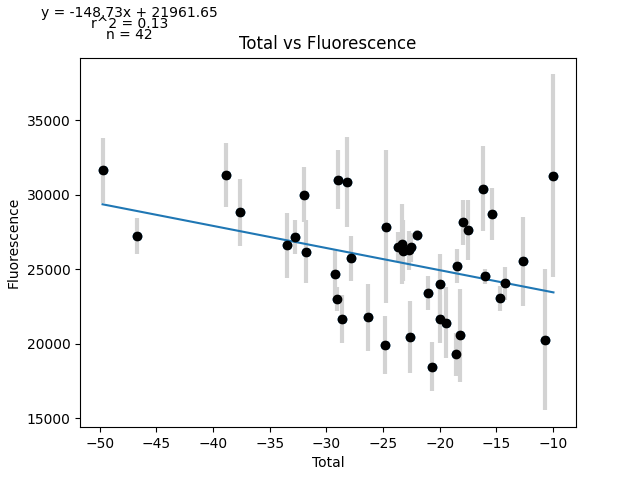 y = -148.73x + 21961.65
r^2 = 0.13
n = 42
Total vs Fluorescence
35000
30000
25000
20000
15000
Fluorescence
−50 −45 −40 −35 −30 −25 −20 −15 −10
Total